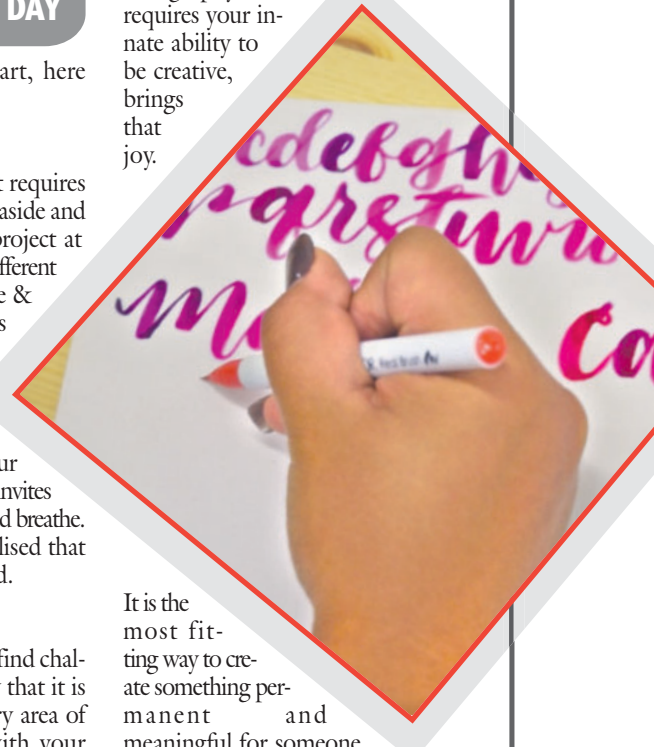 DAY
art, here
requires
aside and
project at
fferent
e &
s
ur
nvites
d breathe.
lised that
d.
find chal-
that it is
ry area of
with your
requires your in-
nate ability to
be creative,
brings
that
joy.
cdefgh
pqrstuvw
m
Ca
It is the
most fit-
ting way to cre-
ate something per-
manent and
meaningful for someone